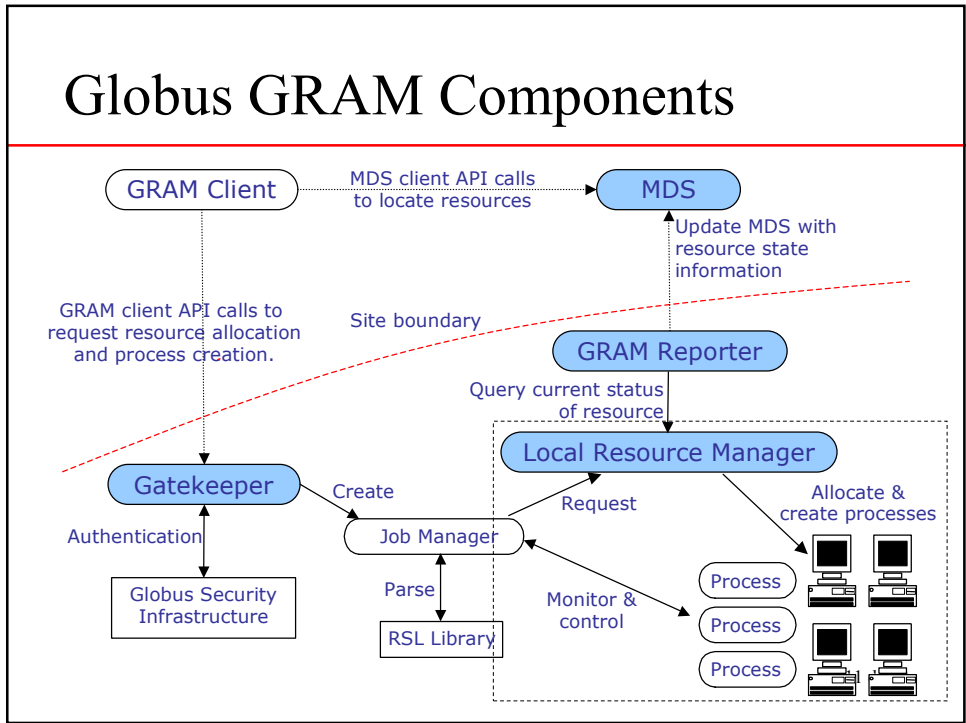 Globus GRAM Components
GRAM Client
MDS client API calls
to locate resources
MDS
Update MDS with
resource state
information
GRAM client API calls to
request resource allocation
and process creation.
Site boundary
GRAM Reporter
Query current status
of resource
Local Resource Manager
Gatekeeper
Create
Request
Allocate &
create processes
Authentication
Job Manager
Globus Security
Infrastructure
Parse
RSL Library
Monitor &
control
Process
Process
Process